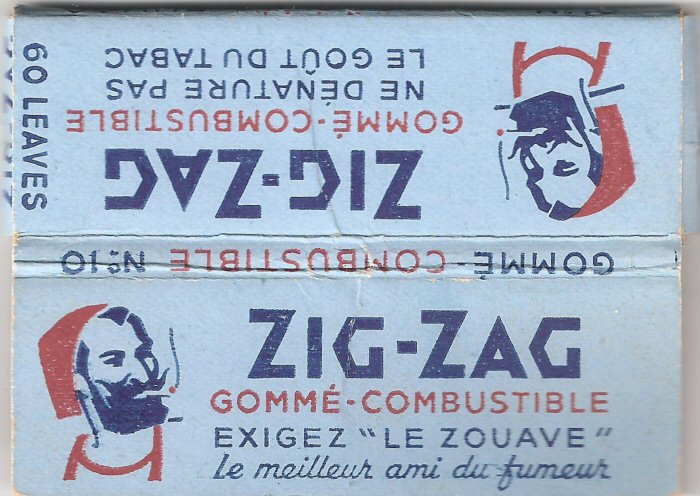 60 LEAVES
ZIG-ZAG
GOMMÉ-COMBUSTIBLE
NE DÉNATURE PAS
LE GOÛT DU TABAC
GOMMÉ - COMBUSTIBLE Nº10
ZIG-ZAG
GOMMÉ-COMBUSTIBLE
EXIGEZ "LE ZOUAVE"
Le meilleur ami du fumeur